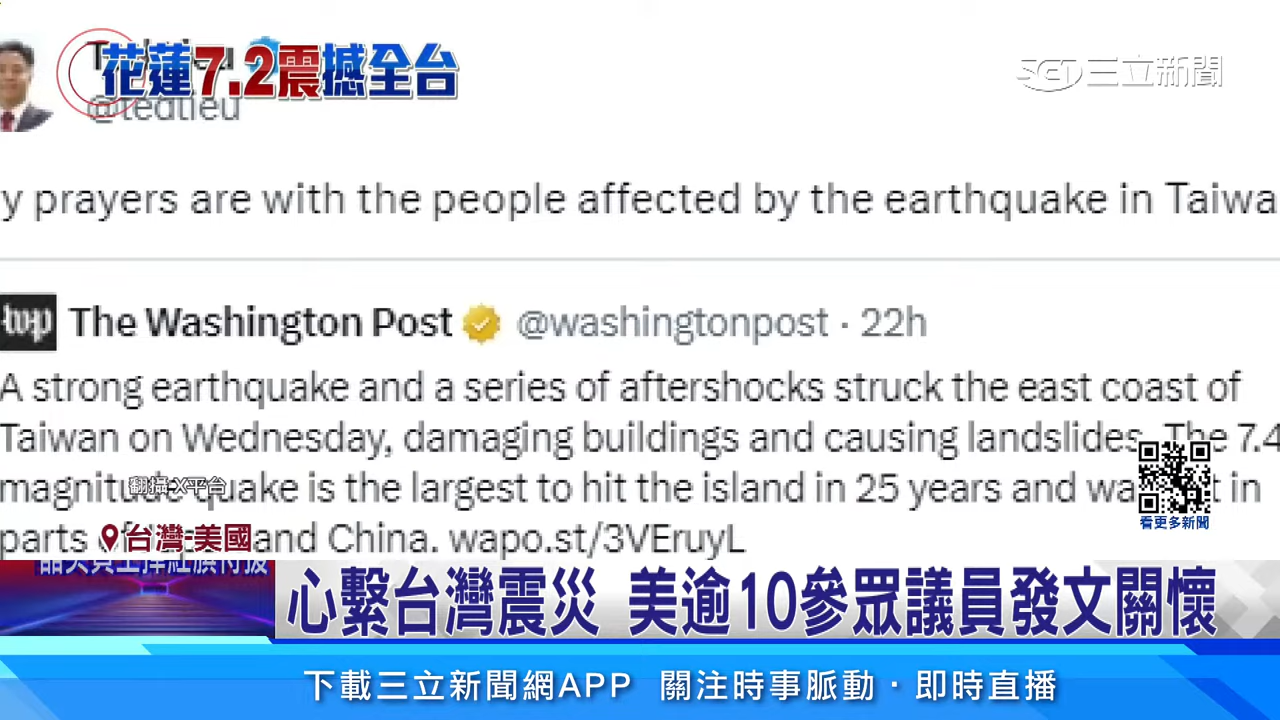 花蓮7.2震撼全台
SET三立新聞
@tedlieu
y prayers are with the people affected by the earthquake in Taiwa
wp The Washington Post @washingtonpost · 22h
A strong earthquake and a series of aftershocks struck the east coast of
Taiwan on Wednesday, damaging buildings and causing landslides. The 7.4
magnitude quake is the largest to hit the island in 25 years and wa t in
翻攝X平台
parts of and China. wapo.st/3VEruyL
台灣-美國
看更多新聞
心繫台灣震災 美逾10參眾議員發文關懷
下載三立新聞網APP 關注時事脈動・即時直播